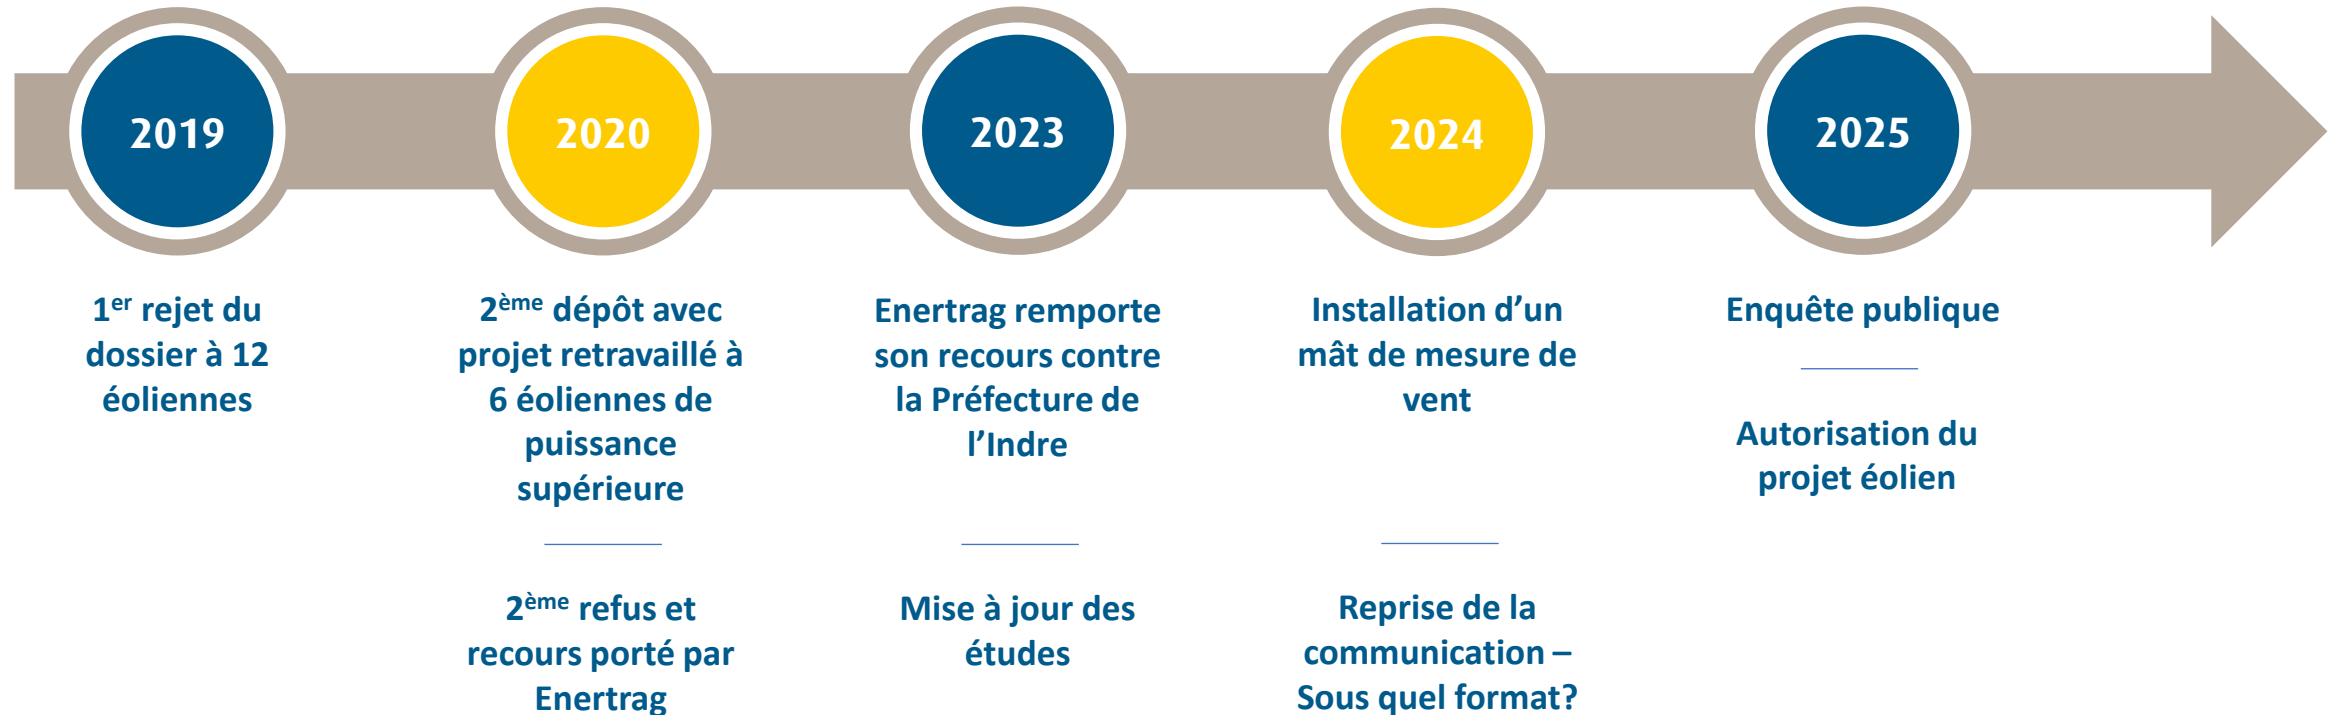 2019
1er rejet du
dossier à 12
éoliennes
2020
2ème dépôt avec
projet retravaillé à
6 éoliennes de
puissance
supérieure
2ème refus et
recours porté par
Enertrag
2023
Enertrag remporte
son recours contre
la Préfecture de
l’Indre
Mise à jour des
études
2024
Installation d’un
mât de mesure de
vent
Reprise de la
communication –
Sous quel format?
2025
Enquête publique
Autorisation du
projet éolien